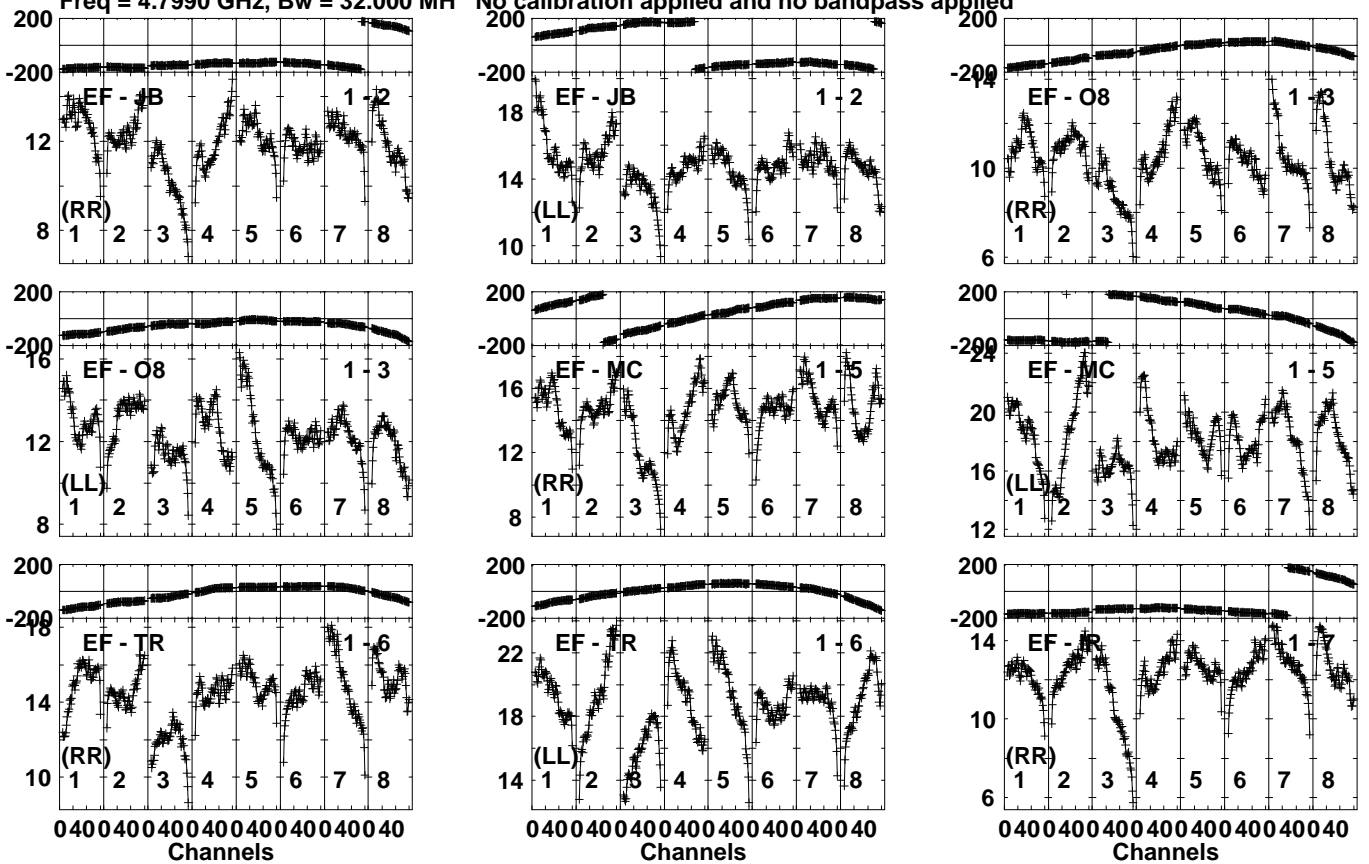 Freq = 4.7990 GHz, Bw = 32.000 MH No calibration applied and no bandpass applied
200 200 200
-200 14
EF - JB 1 - 2 EF - JB 1 - 2 EF - O8 1 - 3
18
12 14 10
8 (RR) 10 (LL) 6 (RR)
1 2 3 4 5 6 7 8 1 2 3 4 5 6 7 8 1 2 3 4 5 6 7 8
200 200 200
-200 -200 -200
16 24
EF - O8 1 - 3 EF - MC 1 - 5 EF - MC 1 - 5
16 20
12 12 16
8 (LL) 8 (RR) 12 (LL)
1 2 3 4 5 6 7 8 1 2 3 4 5 6 7 8 1 2 3 4 5 6 7 8
200 200 200
-200 -200 -200
18
EF - TR 1 - 6 EF - TR 1 - 6 EF - IR 1 - 7
22 14
14 18 10
10 (RR) 14 (LL) 6 (RR)
1 2 3 4 5 6 7 8 1 2 3 4 5 6 7 8 1 2 3 4 5 6 7 8
0 40 0 40 0 40 0 40 0 40 0 40 0 40 0 40 0 40 0 40 0 40 0 40 0 40 0 40 0 40 0 40 0 40 0 40 0 40 0 40 0 40 0 40 0 40 0 40
Channels Channels Channels